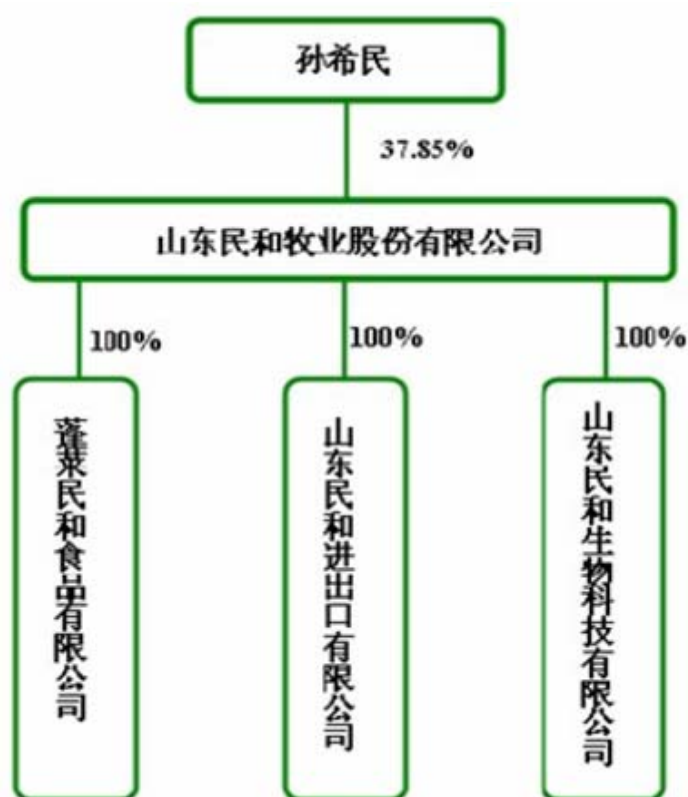 孙希民
37.85%
山东民和牧业股份有限公司
100%
100%
100%
蓬莱民和食品有限公司
山东民和进出口有限公司
山东民和生物科技有限公司